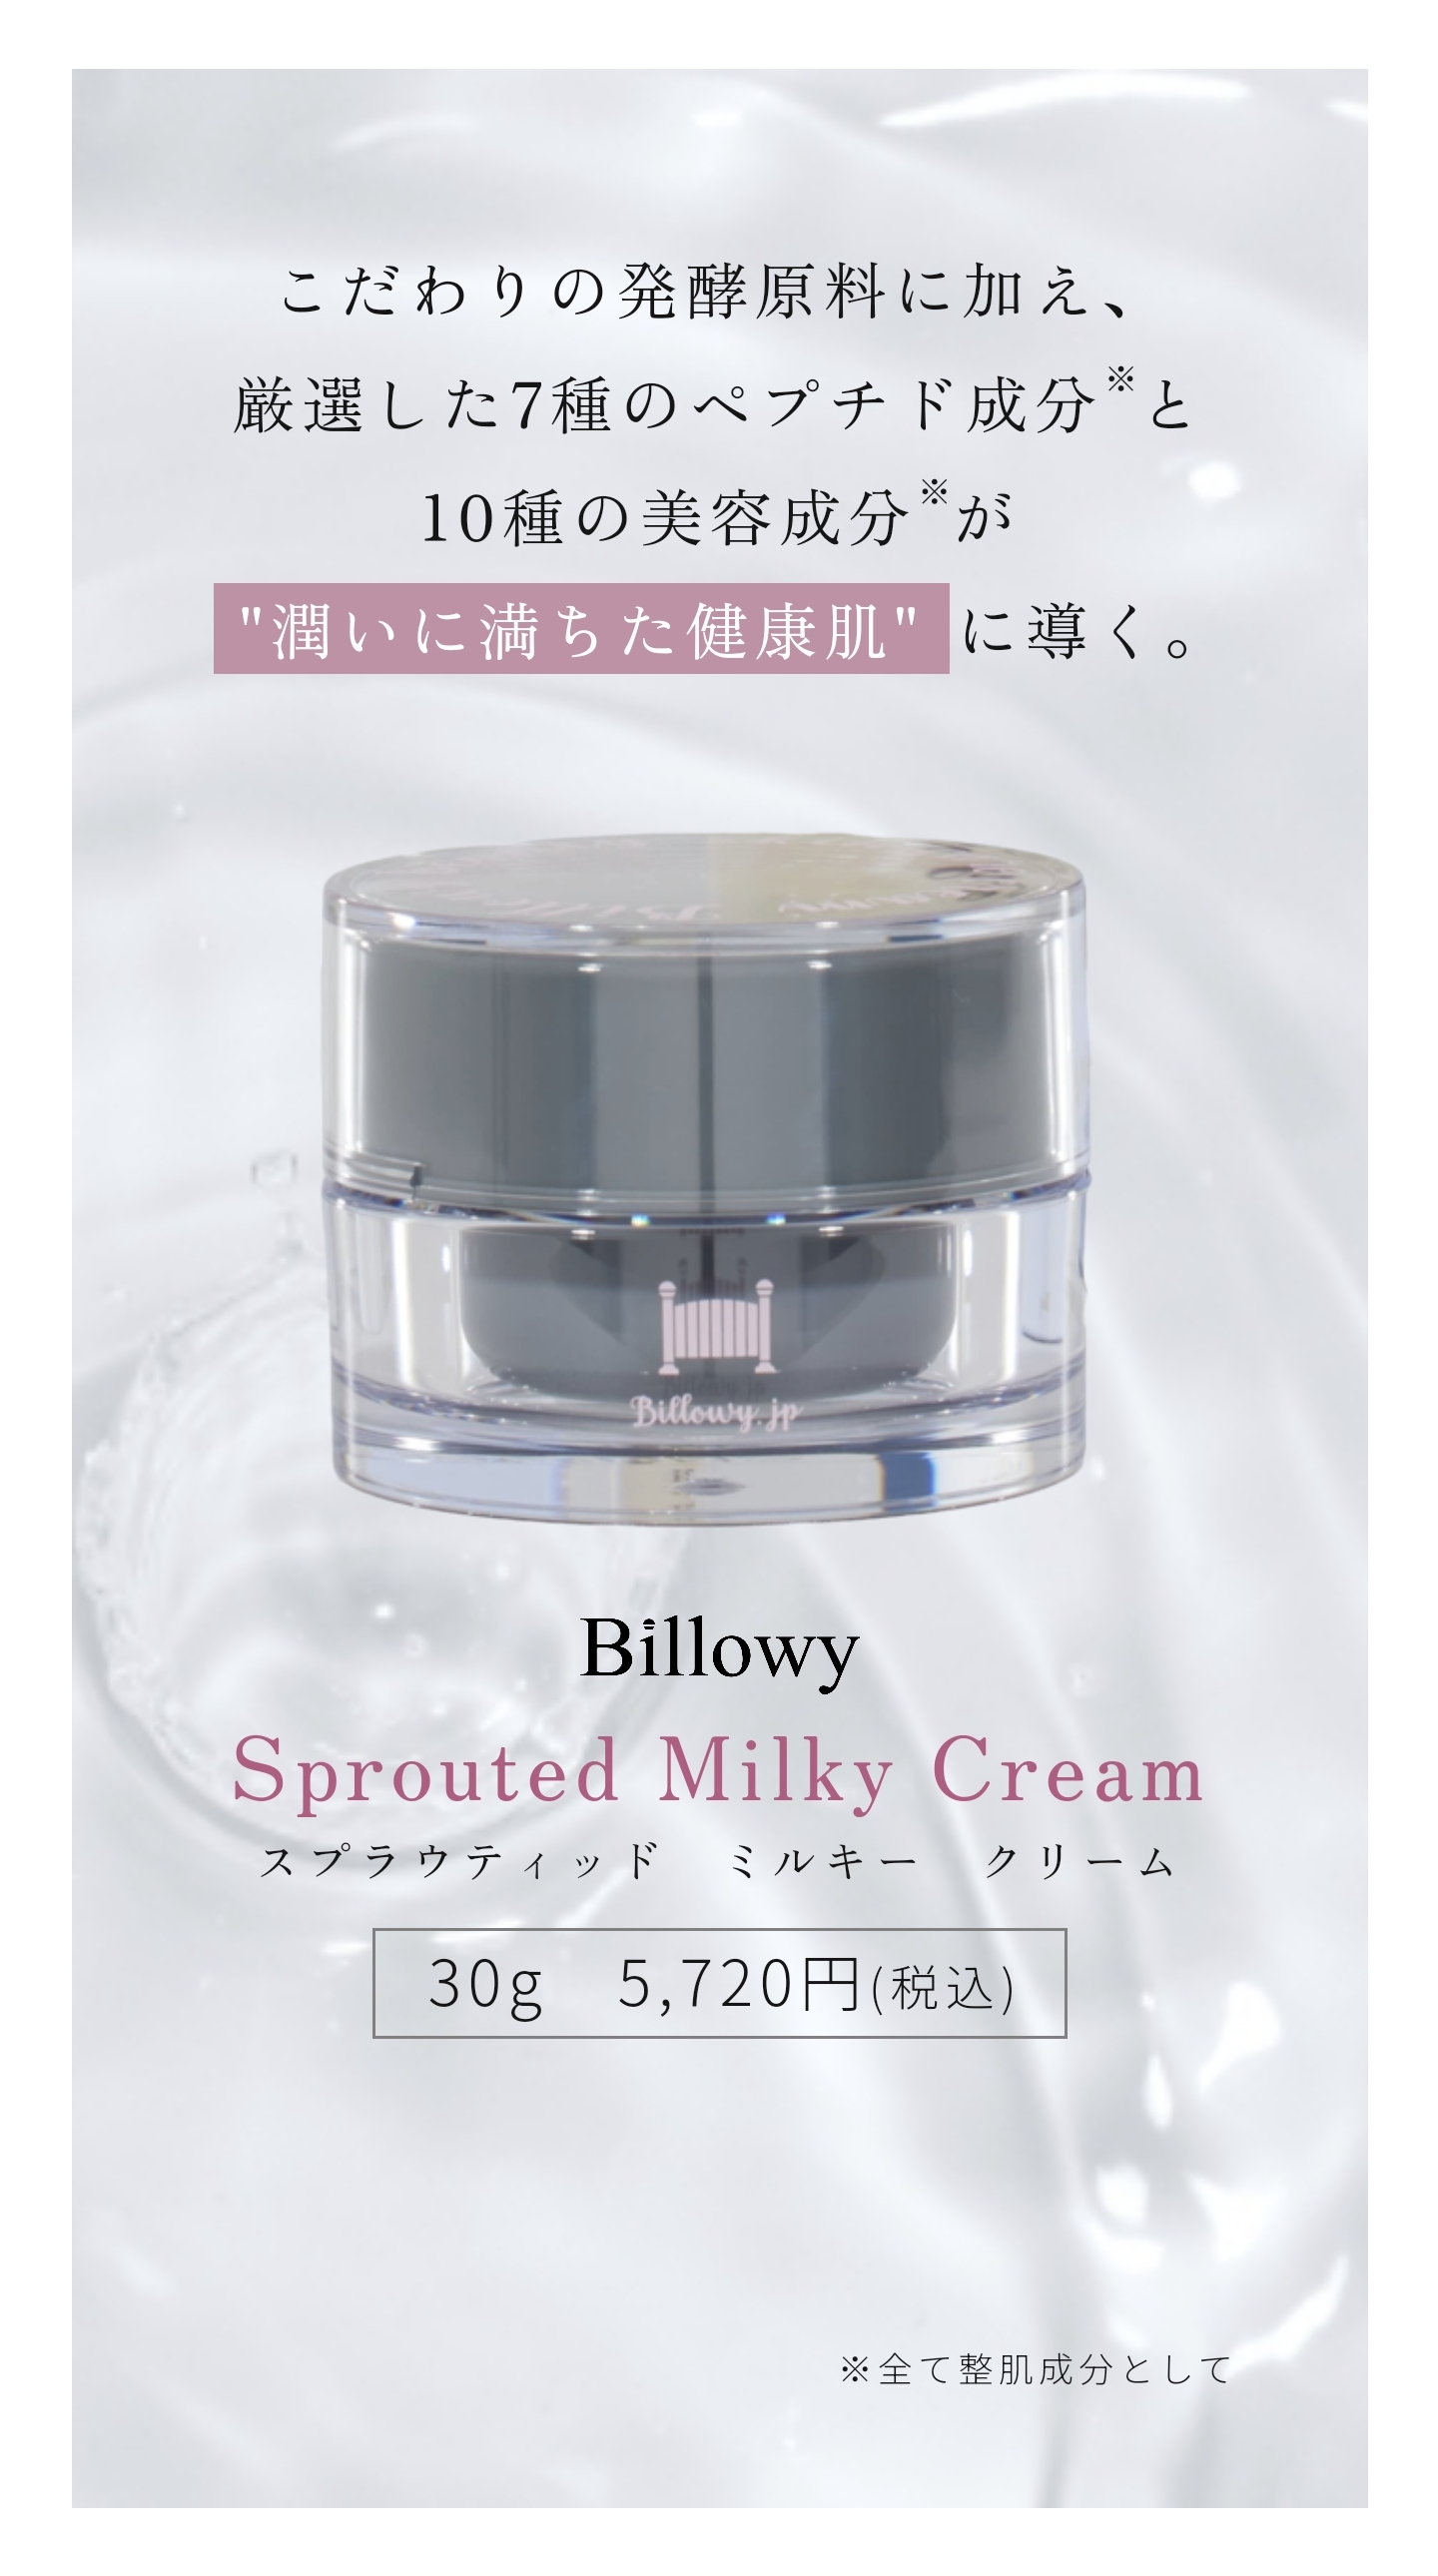 こだわりの発酵原料に加え、
厳選した7種のペプチド成分※と
10種の美容成分※が
"潤いに満ちた健康肌"に導く。
Billowy.jp
Billowy
Sprouted Milky Cream
スプラウティッド　ミルキー　クリーム
30g　5,720円(税込)
※全て整肌成分として